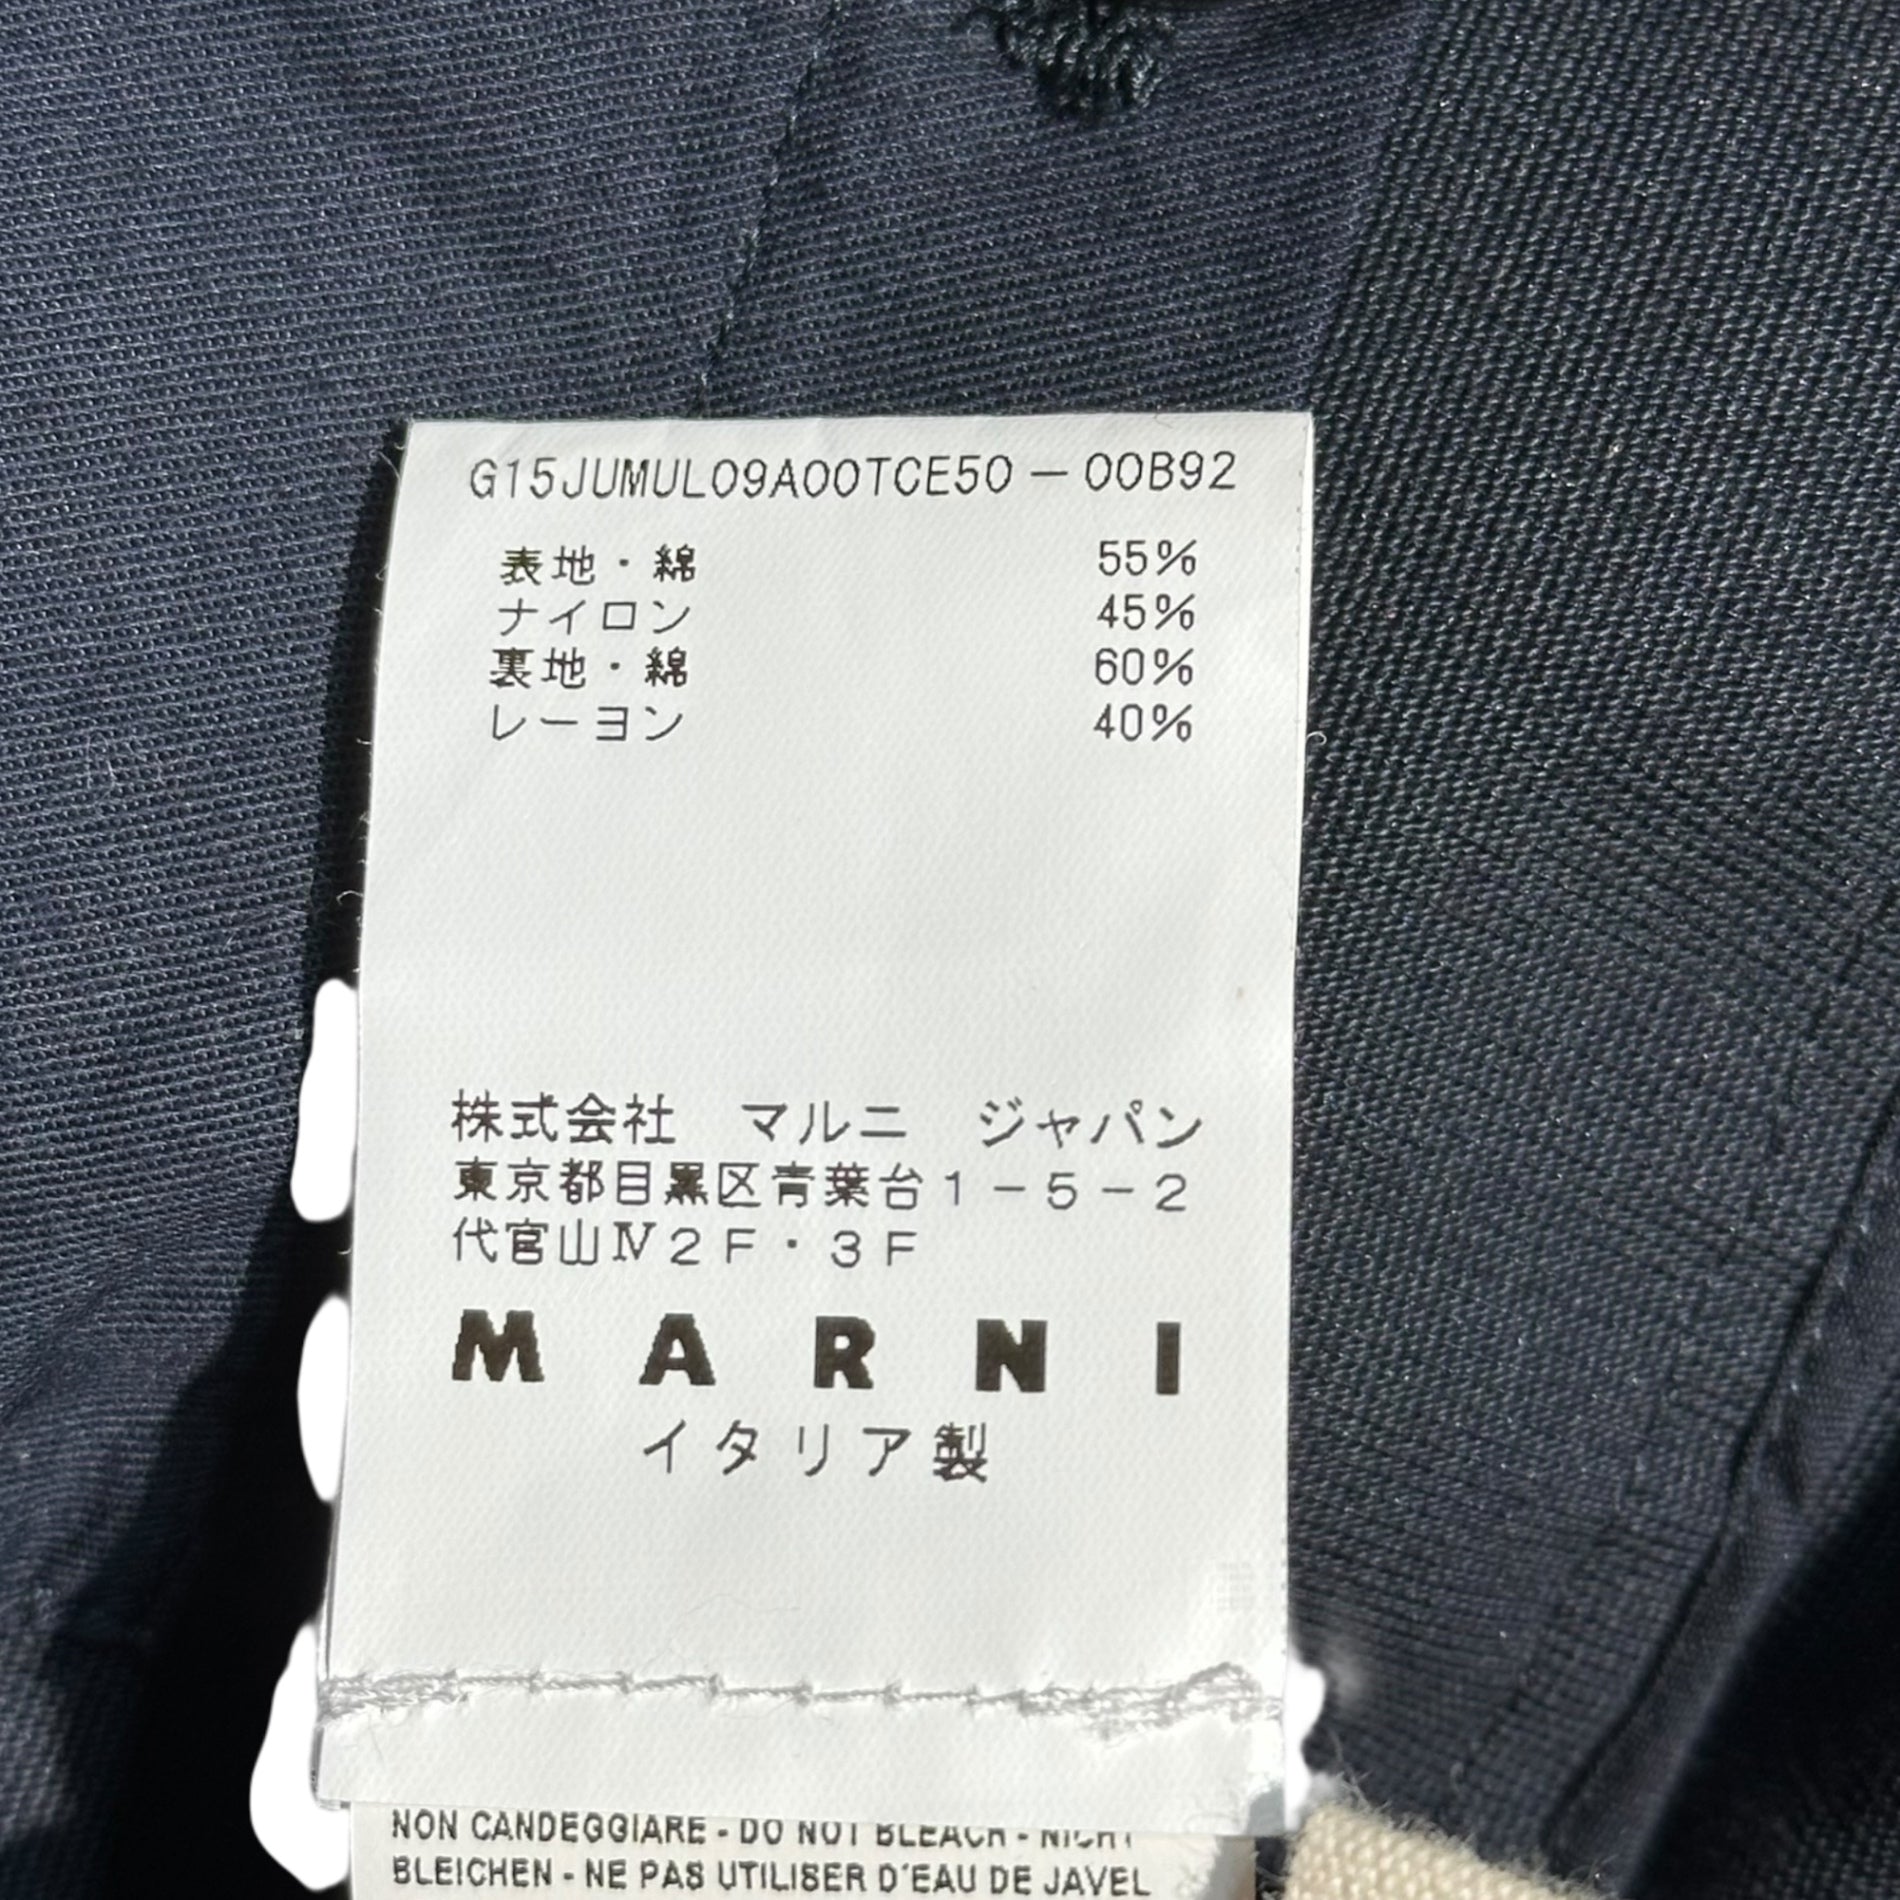 G15JUMUL09A00TCE50－00B92
表地・綿 55%
ナイロン 45%
裏地・綿 60%
レーヨン 40%
株式会社　マルニ　ジャパン
東京都目黒区青葉台１－５－２
代官山Ⅳ２Ｆ・３Ｆ
MARNI
イタリア製
NON CANDEGGIARE - DO NOT BLEACH - NICHT
BLEICHEN - NE PAS UTILISER D'EAU DE JAVEL